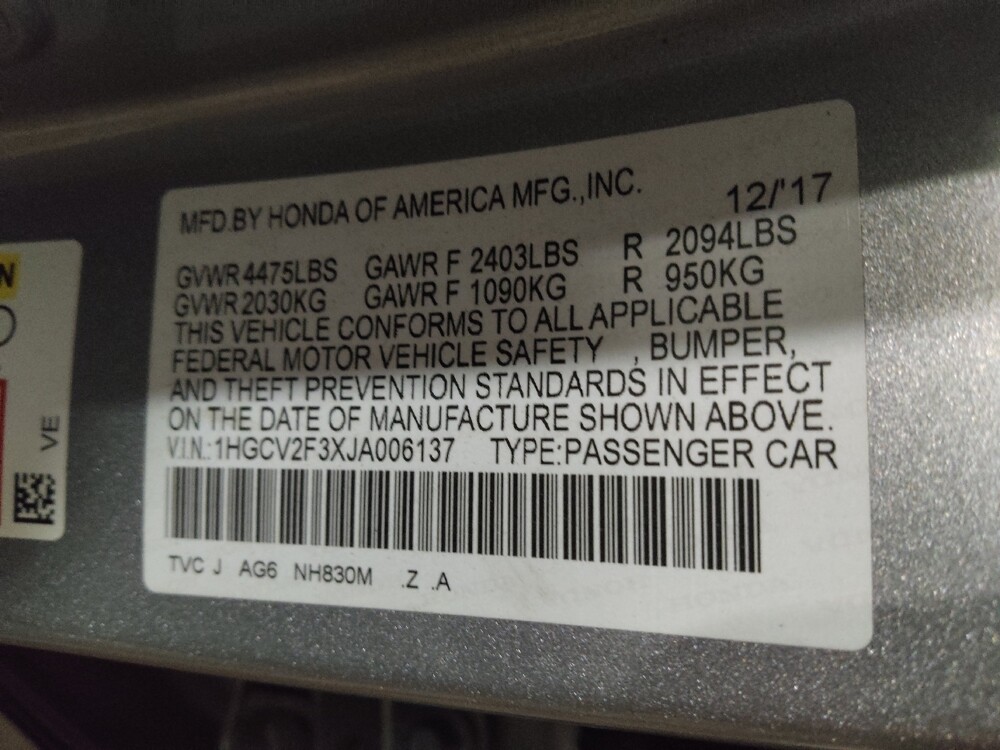 MFD.BY HONDA OF AMERICA MFG.,INC. 12/'17
GVWR 4475LBS GAWR F 2403LBS R 2094LBS
GVWR 2030KG GAWR F 1090KG R 950KG
THIS VEHICLE CONFORMS TO ALL APPLICABLE
FEDERAL MOTOR VEHICLE SAFETY , BUMPER,
AND THEFT PREVENTION STANDARDS IN EFFECT
ON THE DATE OF MANUFACTURE SHOWN ABOVE.
V.I.N.:1HGCV2F3XJA006137 TYPE:PASSENGER CAR
TVC J AG6 NH830M .Z .A
N
VE